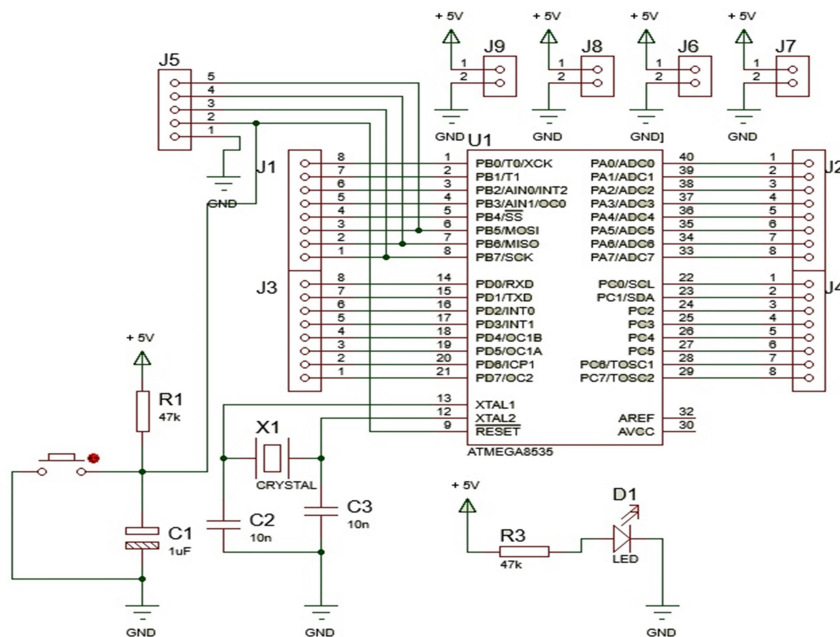 + 5V + 5V + 5V + 5V
J9 J8 J6 J7
1 1 1 1
2 2 2 2
GND GND GND] GND
J5
5
4
3
2
1
GND
U1
J1
J2
8 1 PB0/T0/XCK PA0/ADC0 40 1
7 2 PB1/T1 PA1/ADC1 39 2
6 3 PB2/AIN0/INT2 PA2/ADC2 38 3
5 4 PB3/AIN1/OC0 PA3/ADC3 37 4
4 5 PB4/SS PA4/ADC4 36 5
3 6 PB5/MOSI PA5/ADC5 35 6
2 7 PB6/MISO PA6/ADC6 34 7
1 8 PB7/SCK PA7/ADC7 33 8
J3
J4
8 14 PD0/RXD PC0/SCL 22 1
7 15 PD1/TXD PC1/SDA 23 2
6 16 PD2/INT0 PC2 24 3
5 17 PD3/INT1 PC3 25 4
4 18 PD4/OC1B PC4 26 5
3 19 PD5/OC1A PC5 27 6
2 20 PD6/ICP1 PC6/TOSC1 28 7
1 21 PD7/OC2 PC7/TOSC2 29 8
13 XTAL1
12 XTAL2 AREF 32
9 RESET AVCC 30
ATMEGA8535
+ 5V
R1
47k
X1
CRYSTAL
C1
1uF
C2
10n
C3
10n
GND
GND
+ 5V
R3
47k
D1
LED
GND